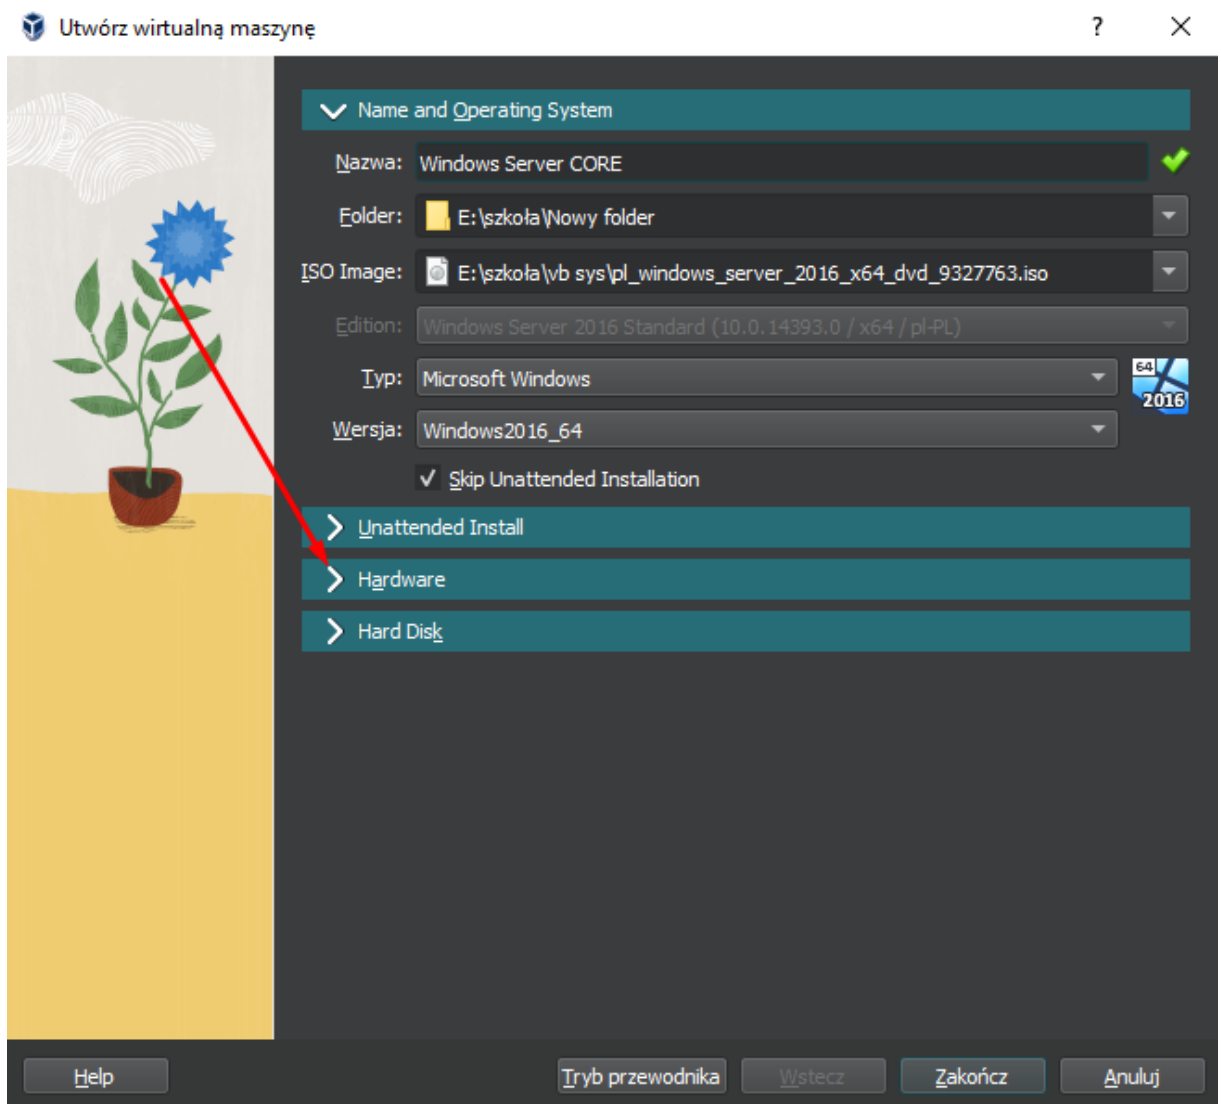 Utwórz wirtualną maszynę
?
Name and Operating System
Nazwa: Windows Server CORE
Folder: E:\szkoła\Nowy folder
ISO Image: E:\szkoła\vb sys\pl_windows_server_2016_x64_dvd_9327763.iso
Edition: Windows Server 2016 Standard (10.0.14393.0 / x64 / pl-PL)
Typ: Microsoft Windows
64
2016
Wersja: Windows2016_64
Skip Unattended Installation
Unattended Install
Hardware
Hard Disk
Help Tryb przewodnika Wstecz Zakończ Anuluj